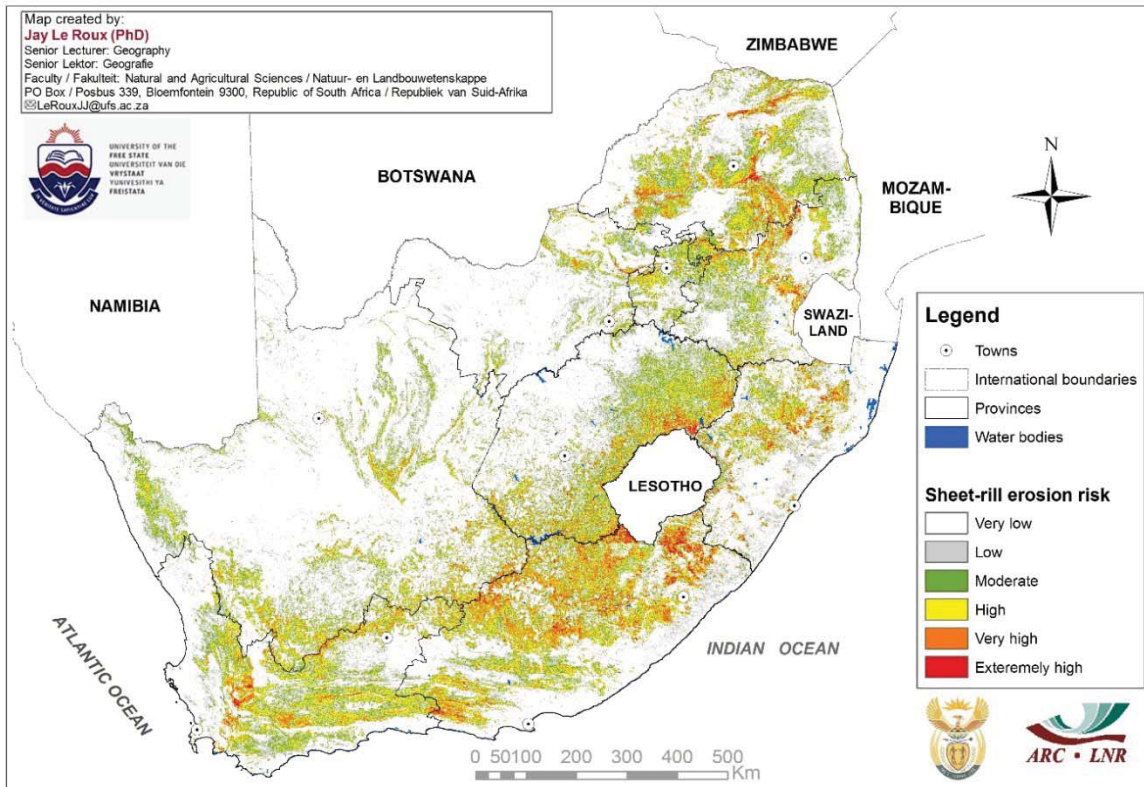 Map created by:
Jay Le Roux (PhD)
Senior Lecturer: Geography
Senior Lektor: Geografie
Faculty / Fakulteit: Natural and Agricultural Sciences / Natuur- en Landbouwetenskappe
PO Box / Posbus 339, Bloemfontein 9300, Republic of South Africa / Republiek van Suid-Afrika
✉LeRouxJJ@ufs.ac.za
UNIVERSITY OF THE
FREE STATE
UNIVERSITEIT VAN DIE
VRYSTAAT
YUNIVESITHI YA
FREISTATA
ZIMBABWE
BOTSWANA
MOZAM-
BIQUE
N
NAMIBIA
SWAZI-
LAND
LESOTHO
ATLANTIC OCEAN
INDIAN OCEAN
Legend
Towns
International boundaries
Provinces
Water bodies
Sheet-rill erosion risk
Very low
Low
Moderate
High
Very high
Exteremely high
0 50100 200 300 400 500
Km
ARC • LNR